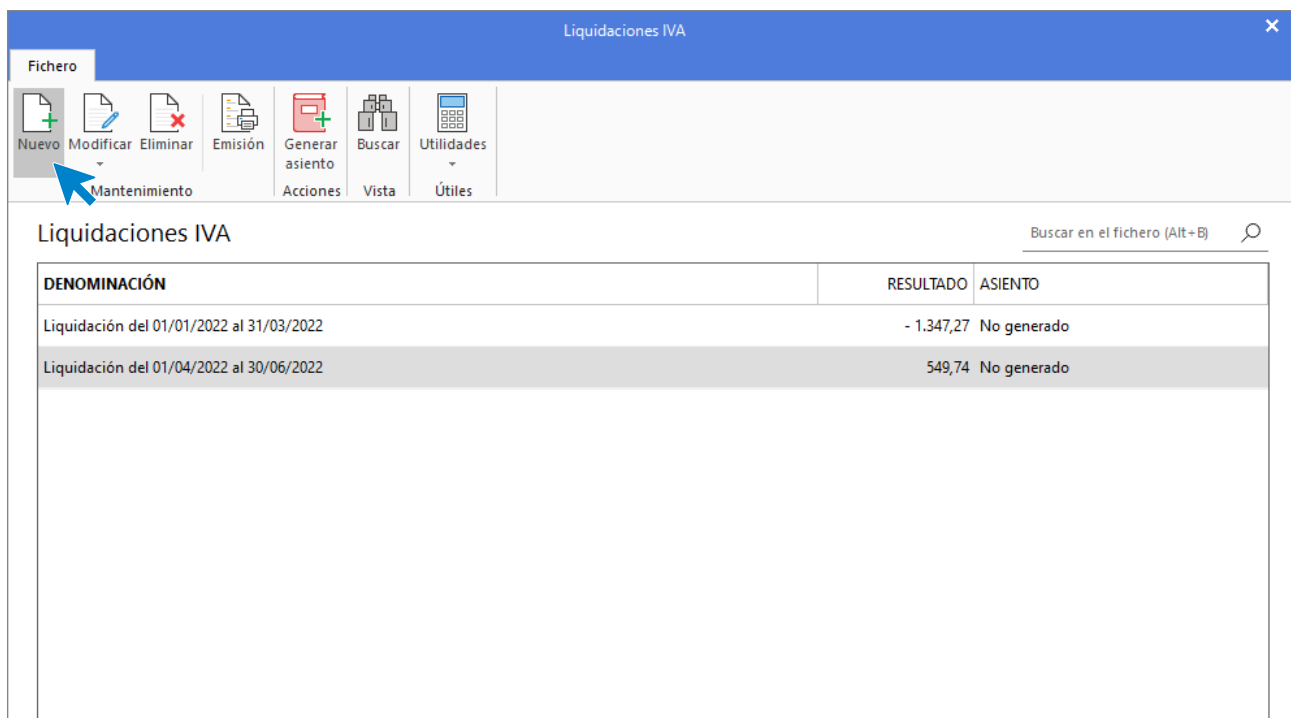 Liquidaciones IVA
Fichero
Nuevo Modificar Eliminar Emisión Generar asiento Buscar Utilidades
Mantenimiento Acciones Vista Útiles
Liquidaciones IVA
Buscar en el fichero (Alt+B)
DENOMINACIÓN RESULTADO ASIENTO
Liquidación del 01/01/2022 al 31/03/2022 - 1.347,27 No generado
Liquidación del 01/04/2022 al 30/06/2022 549,74 No generado